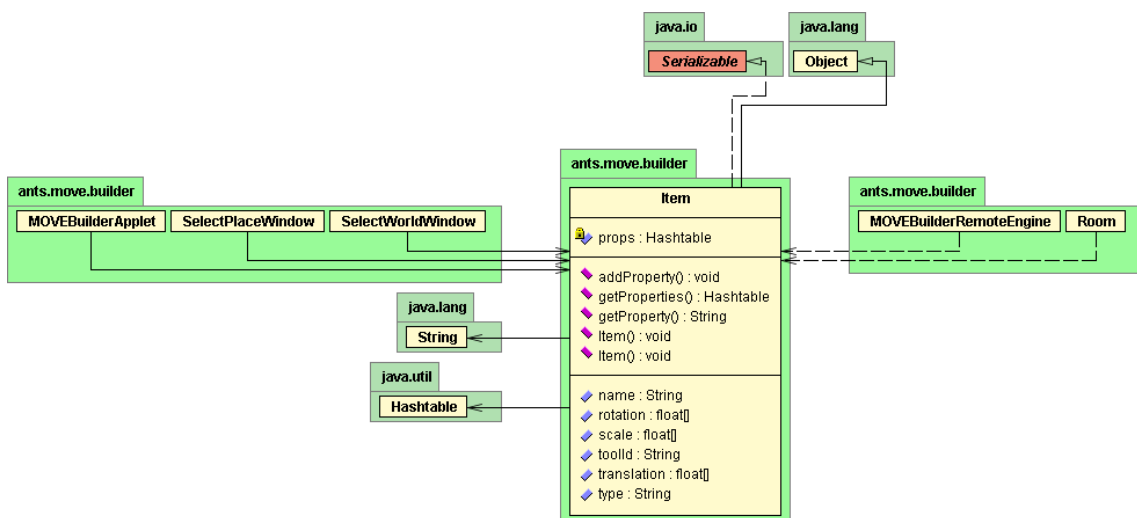 java.io
java.lang
Serializable
Object
ants.move.builder
MOVEBuilderApplet
SelectPlaceWindow
SelectWorldWindow
ants.move.builder
Item
props : Hashtable
addProperty() : void
getProperties() : Hashtable
getProperty() : String
Item() : void
Item() : void
name : String
rotation : float[]
scale : float[]
toolId : String
translation : float[]
type : String
ants.move.builder
MOVEBuilderRemoteEngine
Room
java.lang
String
java.util
Hashtable